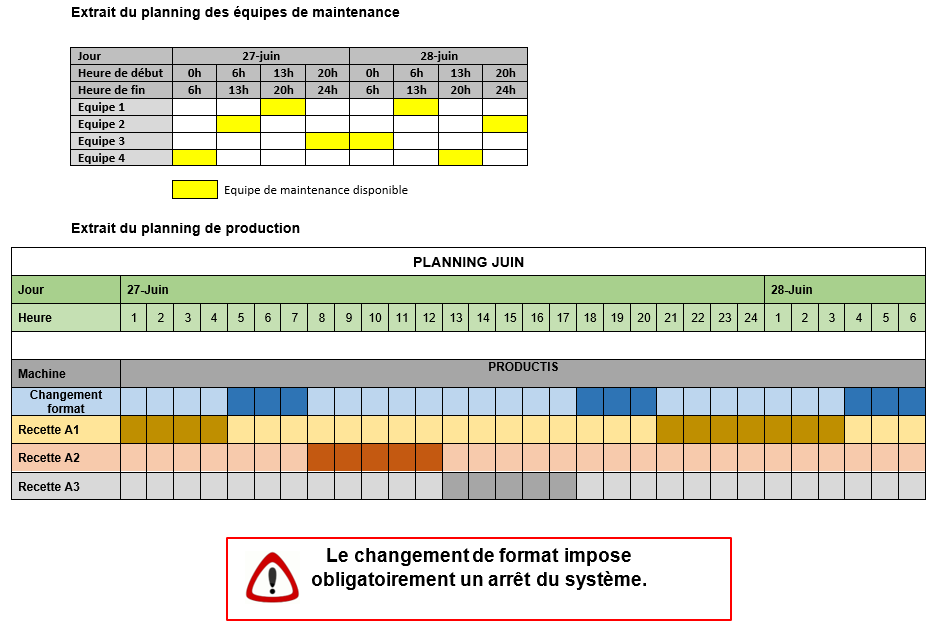 Extrait du planning des équipes de maintenance
Jour 27-juin 28-juin
Heure de début 0h 6h 13h 20h 0h 6h 13h 20h
Heure de fin 6h 13h 20h 24h 6h 13h 20h 24h
Equipe 1
Equipe 2
Equipe 3
Equipe 4
Equipe de maintenance disponible
Extrait du planning de production
PLANNING JUIN
Jour 27-Juin 28-Juin
Heure 1 2 3 4 5 6 7 8 9 10 11 12 13 14 15 16 17 18 19 20 21 22 23 24 1 2 3 4 5 6
Machine PRODUCTIS
Changement
format
Recette A1
Recette A2
Recette A3
Le changement de format impose
obligatoirement un arrêt du système.